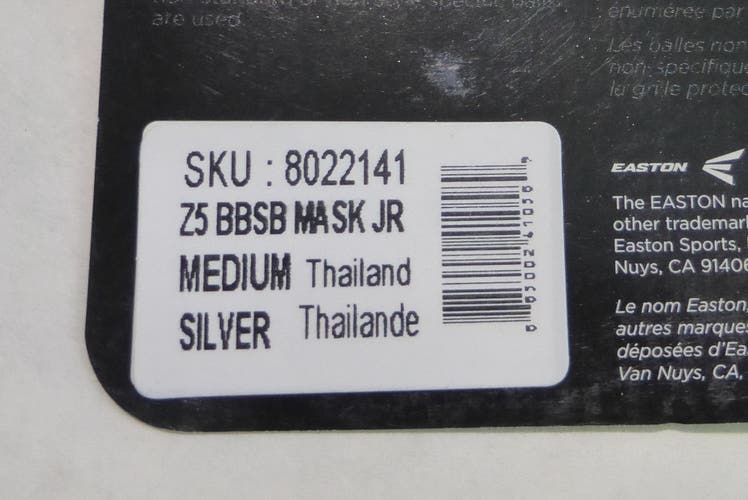 are used
énumérée par
Les balles non
non-spécifique
la grille protec
SKU : 8022141
Z5 BBSB MASK JR
MEDIUM Thailand
SILVER Thailande
EASTON
The EASTON na
other trademark
Easton Sports,
Nuys, CA 91406
Le nom Easton,
autres marques
déposées d'Ea
Van Nuys, CA,